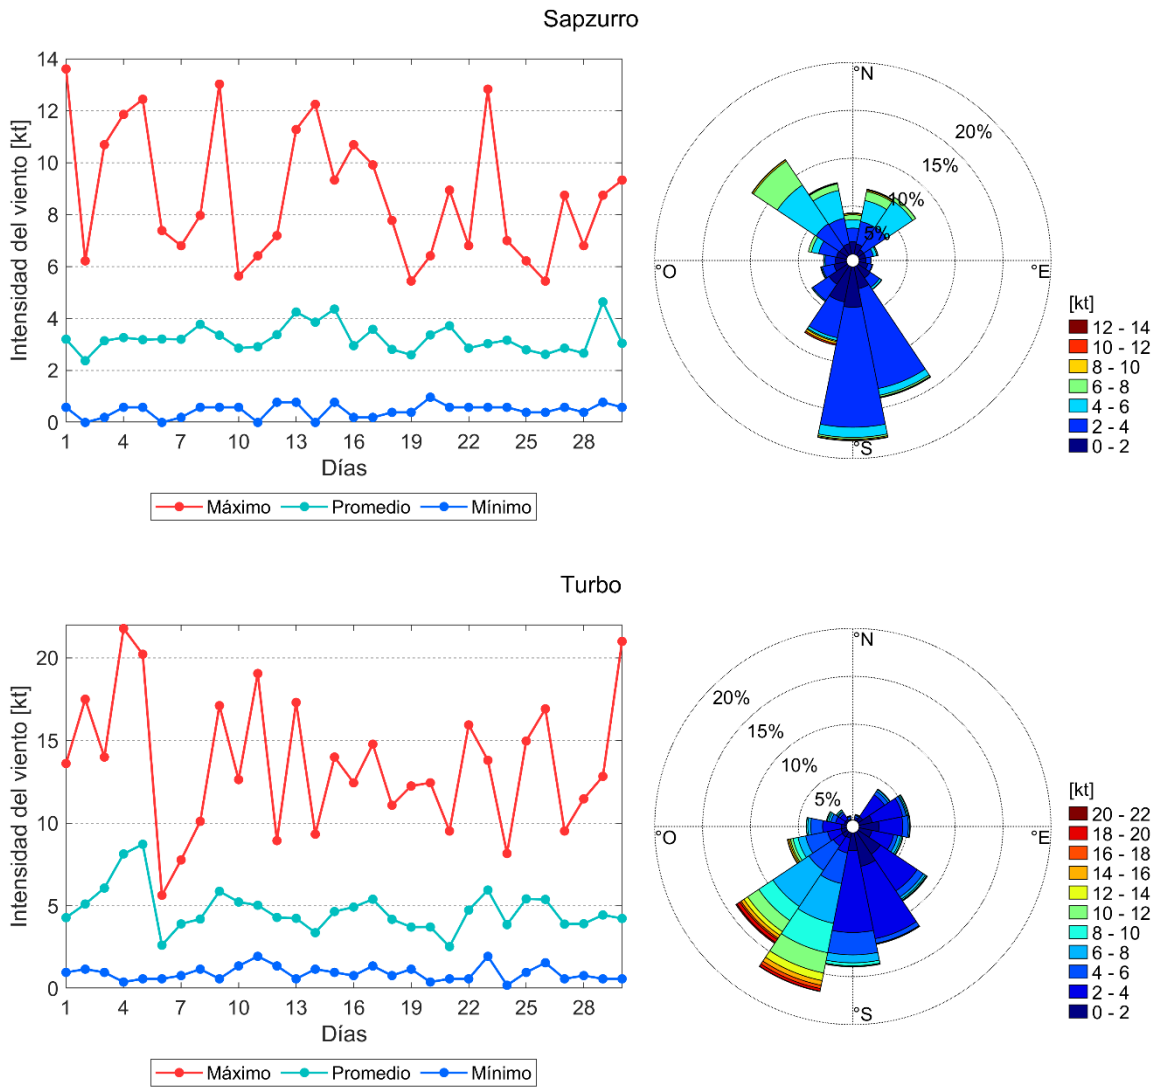 Sapzurro
Intensidad del viento [kt]
14
12
10
8
6
4
2
0
1 4 7 10 13 16 19 22 25 28
Días
Máximo Promedio Mínimo
°N
20%
15%
10%
5%
°O °E
°S
[kt]
12 - 14
10 - 12
8 - 10
6 - 8
4 - 6
2 - 4
0 - 2
Turbo
Intensidad del viento [kt]
20
15
10
5
0
1 4 7 10 13 16 19 22 25 28
Días
Máximo Promedio Mínimo
°N
20%
15%
10%
5%
°O °E
°S
[kt]
20 - 22
18 - 20
16 - 18
14 - 16
12 - 14
10 - 12
8 - 10
6 - 8
4 - 6
2 - 4
0 - 2